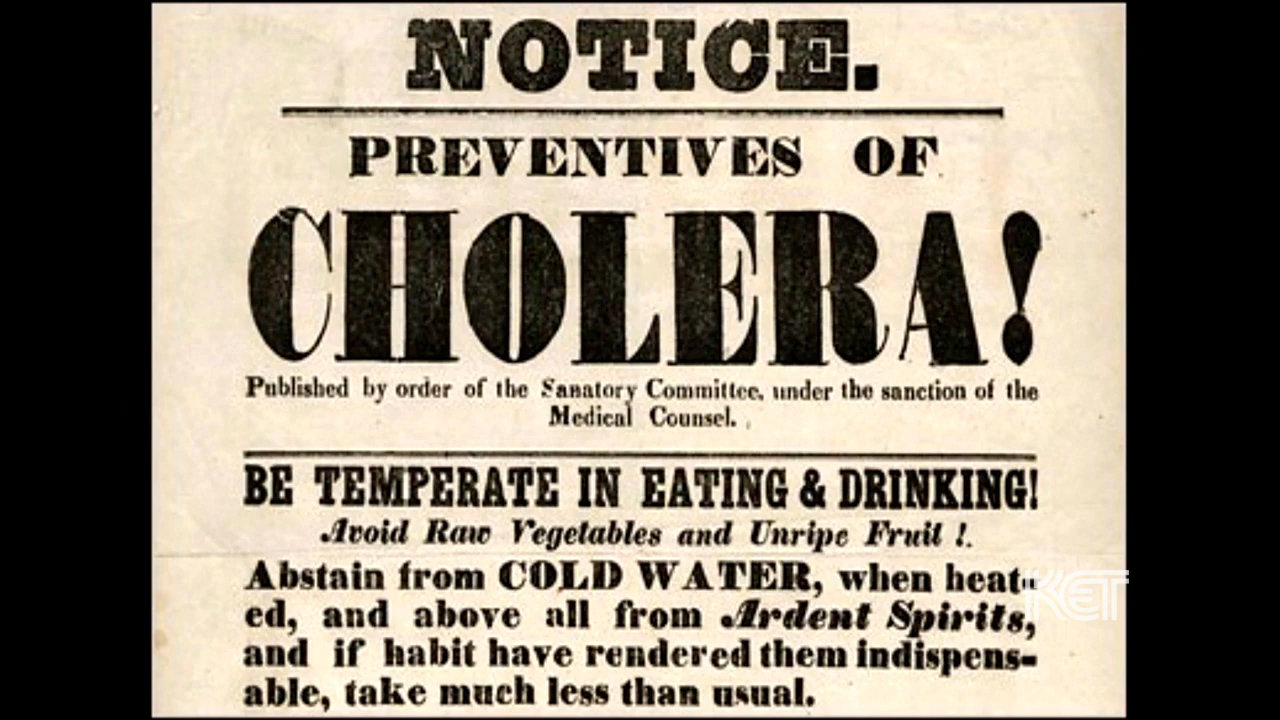 NOTICE.
PREVENTIVES OF
CHOLERA!
Published by order of the Sanatory Committee, under the sanction of the
Medical Counsel.
BE TEMPERATE IN EATING & DRINKING!
Avoid Raw Vegetables and Unripe Fruit !.
Abstain from COLD WATER, when heat-
ed, and above all from Ardent Spirits,
and if habit have rendered them indispens-
able, take much less than usual.
KET